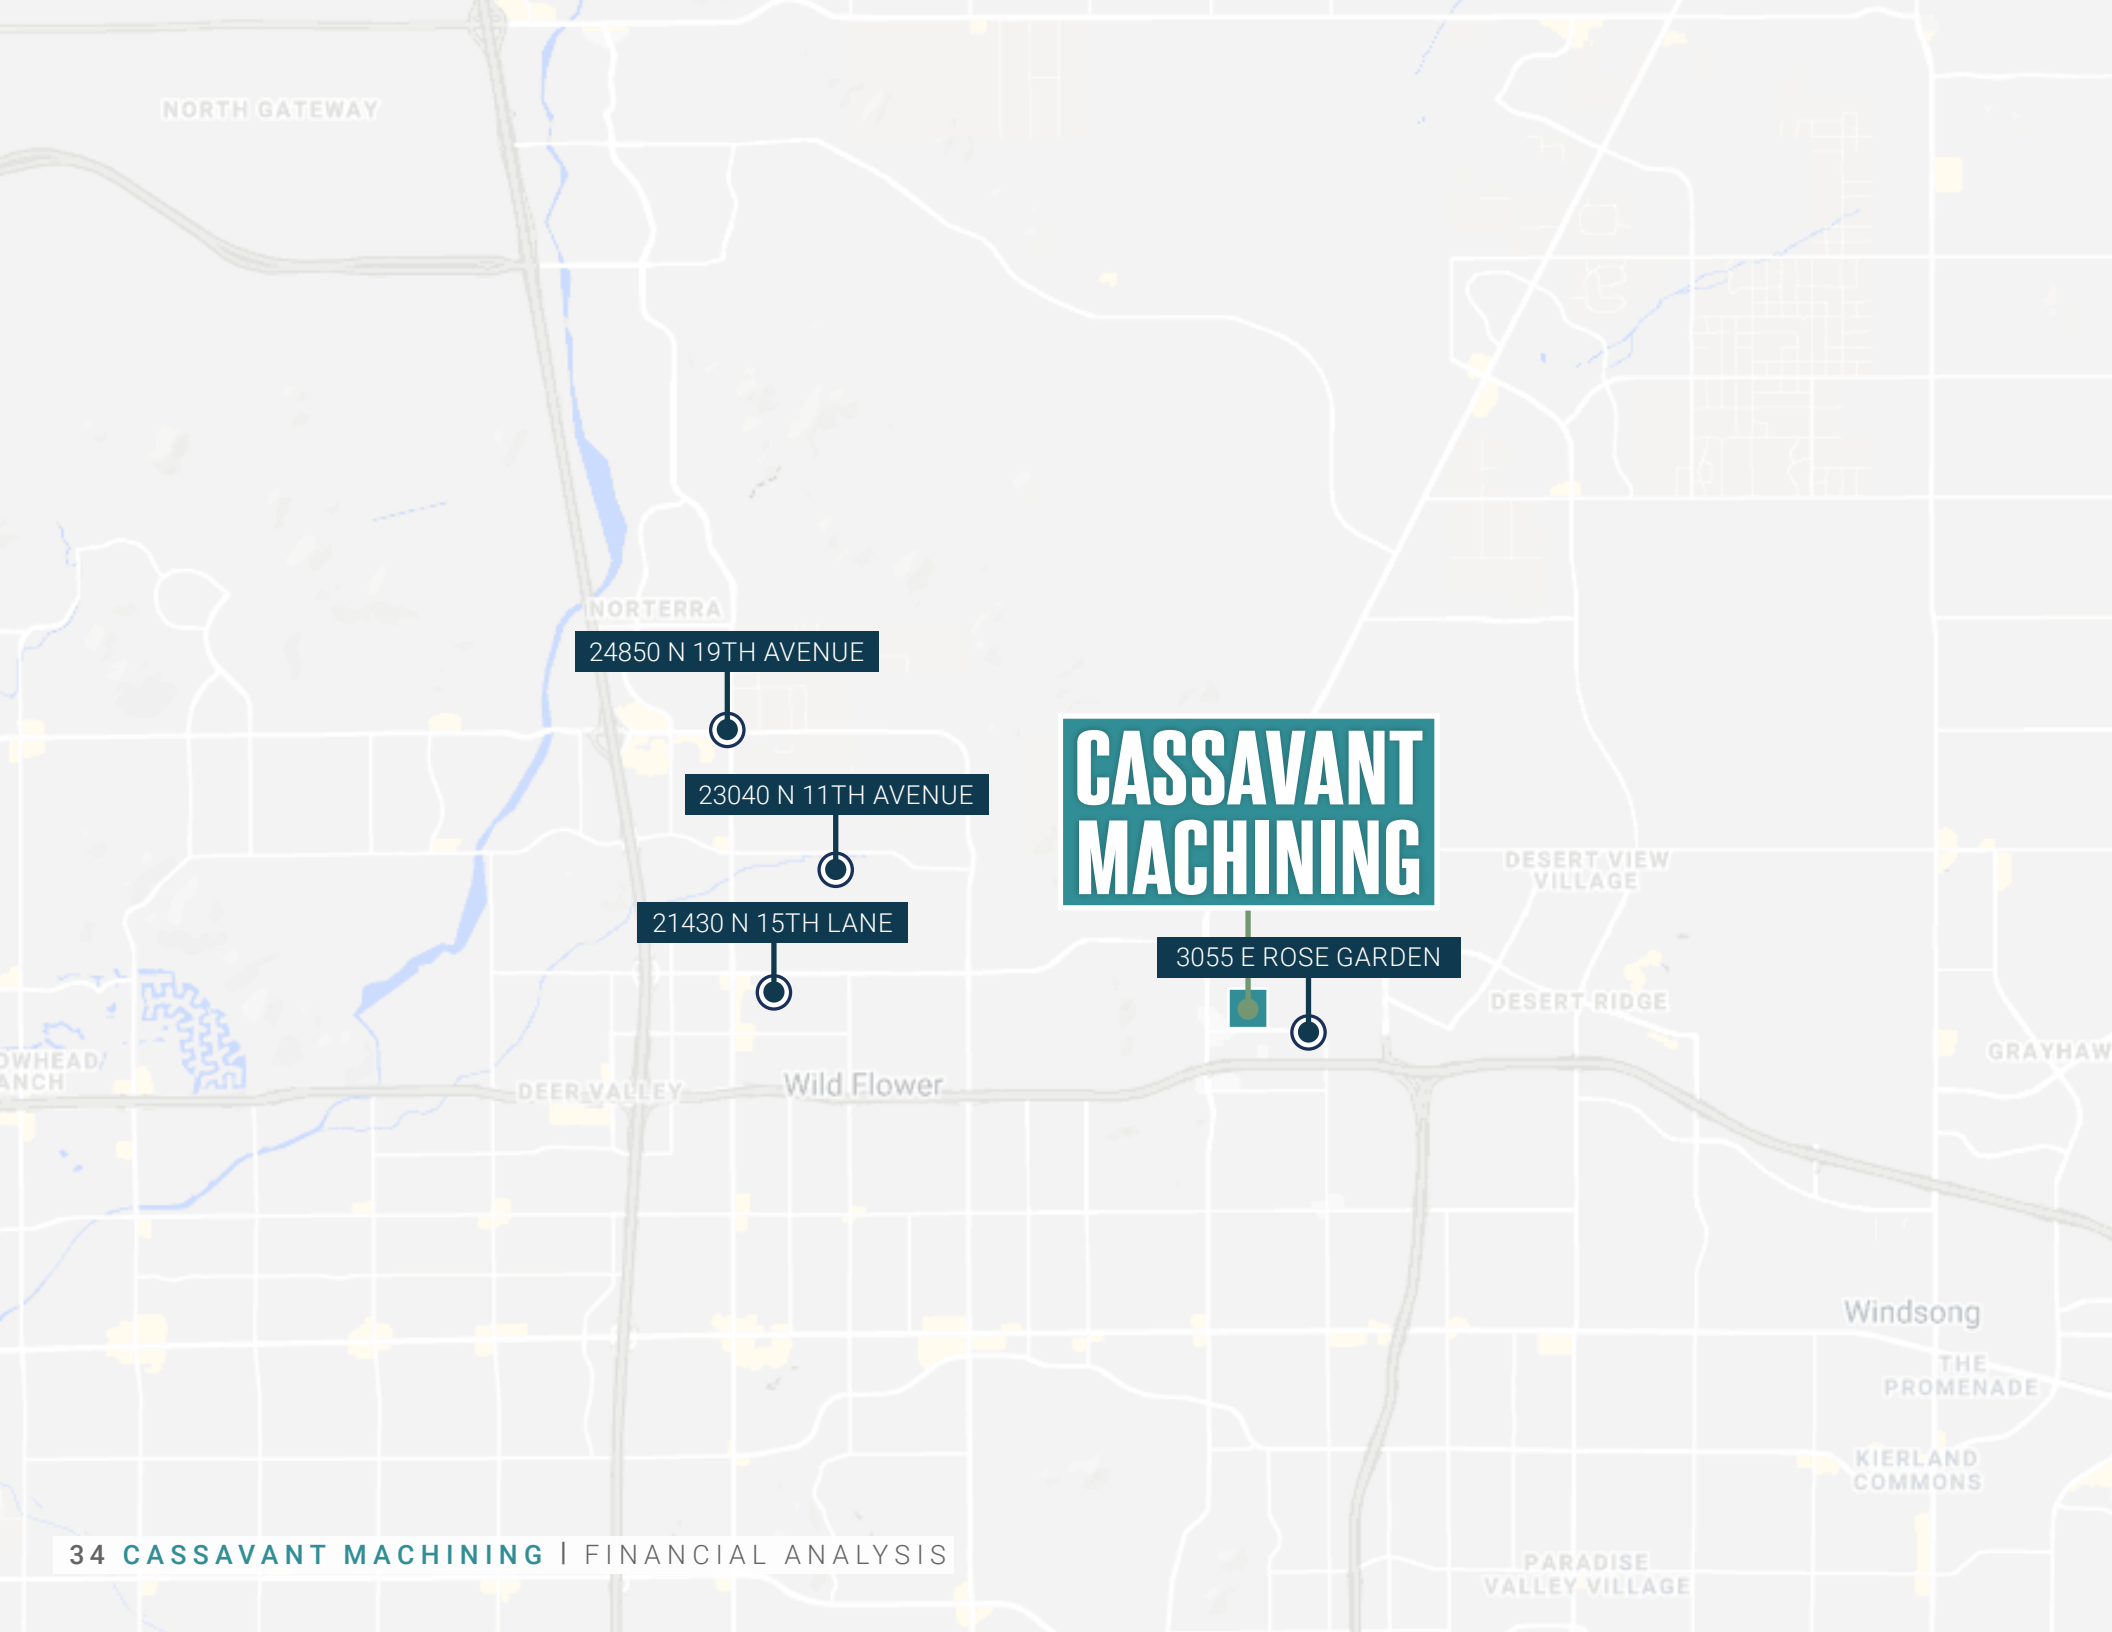 NORTH GATEWAY
NORTERRA
24850 N 19TH AVENUE
CASSAVANT
MACHINING
23040 N 11TH AVENUE
DESERT VIEW
VILLAGE
21430 N 15TH LANE
3055 E ROSE GARDEN
DESERT RIDGE
OWHEAD
ANCH
GRAYHAW
DEER VALLEY
Wild Flower
Windsong
THE
PROMENADE
KIERLAND
COMMONS
PARADISE
VALLEY VILLAGE
34 CASSAVANT MACHINING | FINANCIAL ANALYSIS